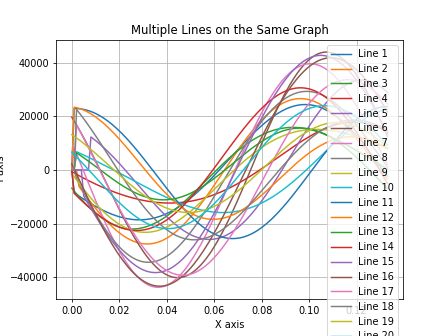 Multiple Lines on the Same Graph
40000
20000
0
−20000
−40000
0.00 0.02 0.04 0.06 0.08 0.10
X axis
Line 1
Line 2
Line 3
Line 4
Line 5
Line 6
Line 7
Line 8
Line 9
Line 10
Line 11
Line 12
Line 13
Line 14
Line 15
Line 16
Line 17
Line 18
Line 19
Line 20